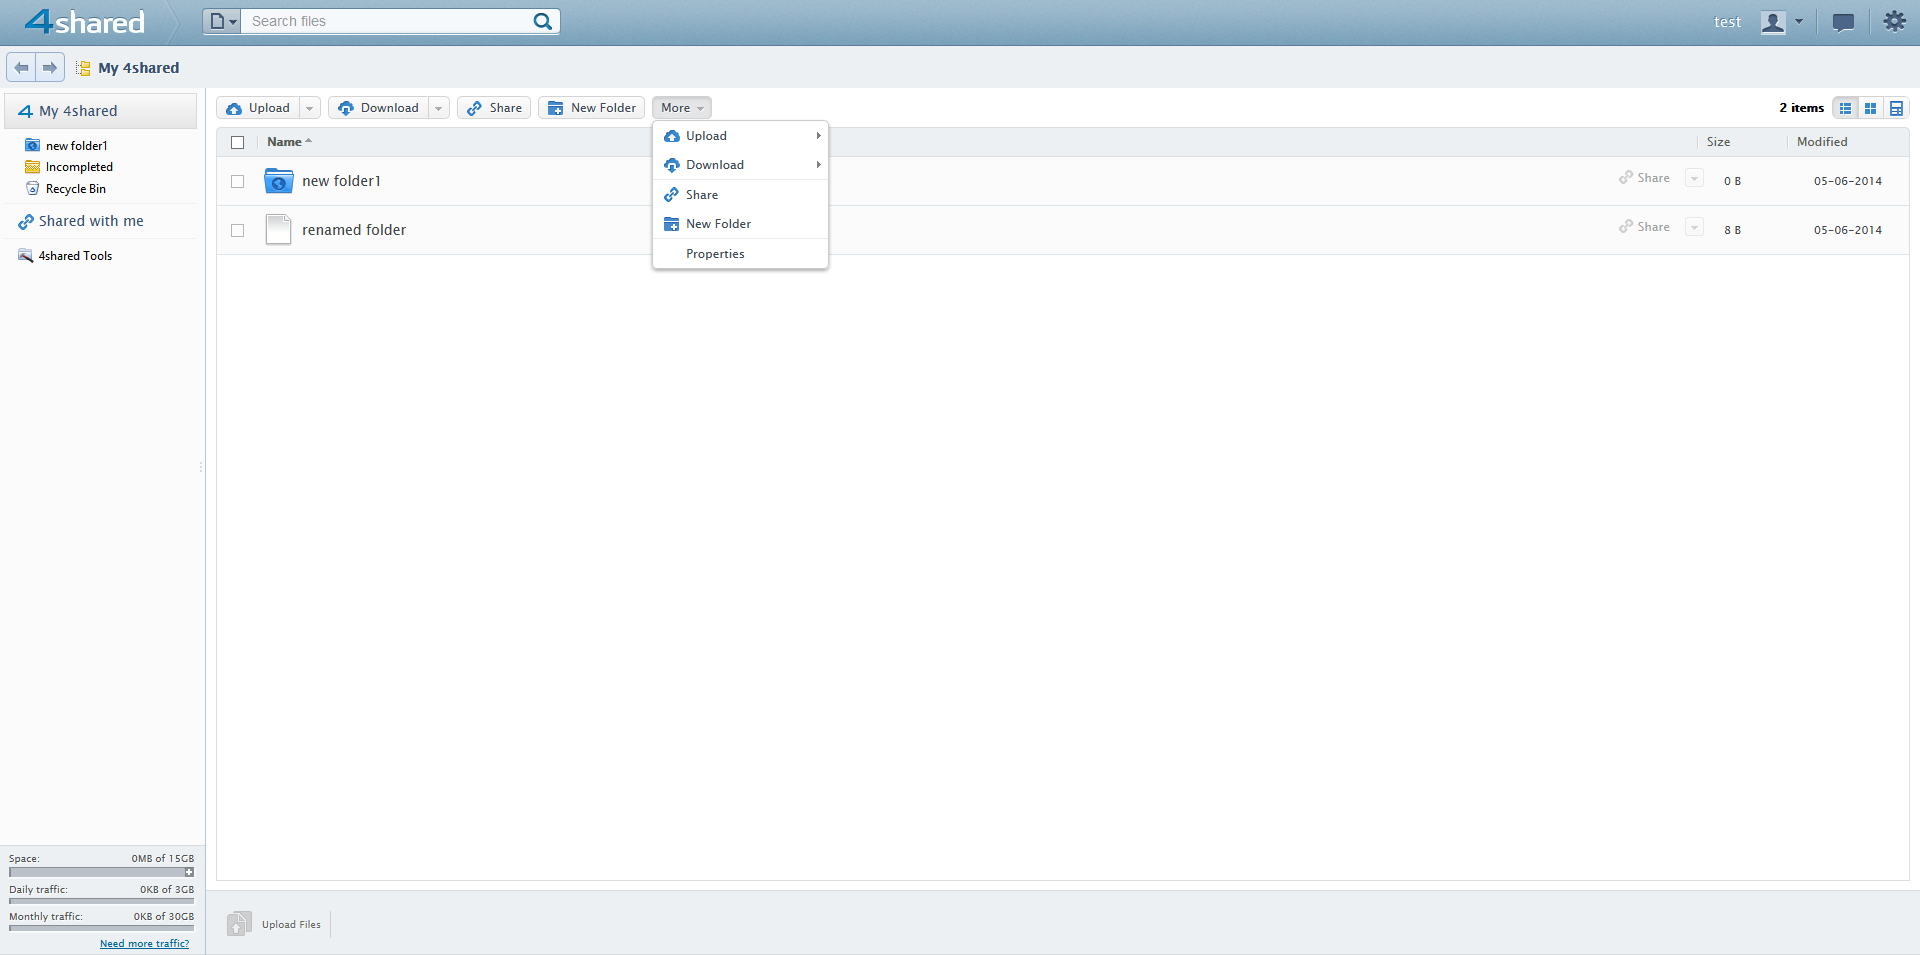 4shared
Search files
test
My 4shared
My 4shared
new folder1
Incompleted
Recycle Bin
Shared with me
4shared Tools
Upload Download Share New Folder More 2 items
Name Size Modified
new folder1 Share 0 B 05-06-2014
renamed folder Share 8 B 05-06-2014
Upload
Download
Share
New Folder
Properties
Space: 0MB of 15GB
Daily traffic: 0KB of 3GB
Monthly traffic: 0KB of 30GB
Need more traffic?
Upload Files